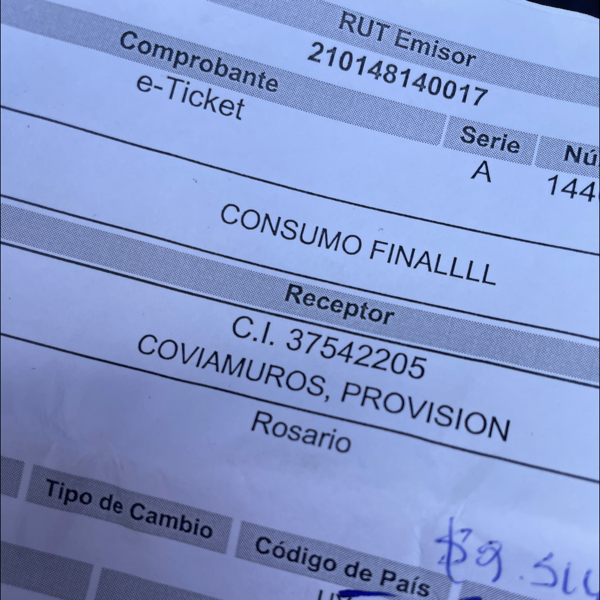 RUT Emisor
210148140017
Comprobante
e-Ticket
Serie
A
CONSUMO FINALLLL
Receptor
C.I. 37542205
COVIAMUROS, PROVISION
Rosario
Tipo de Cambio
Código de País